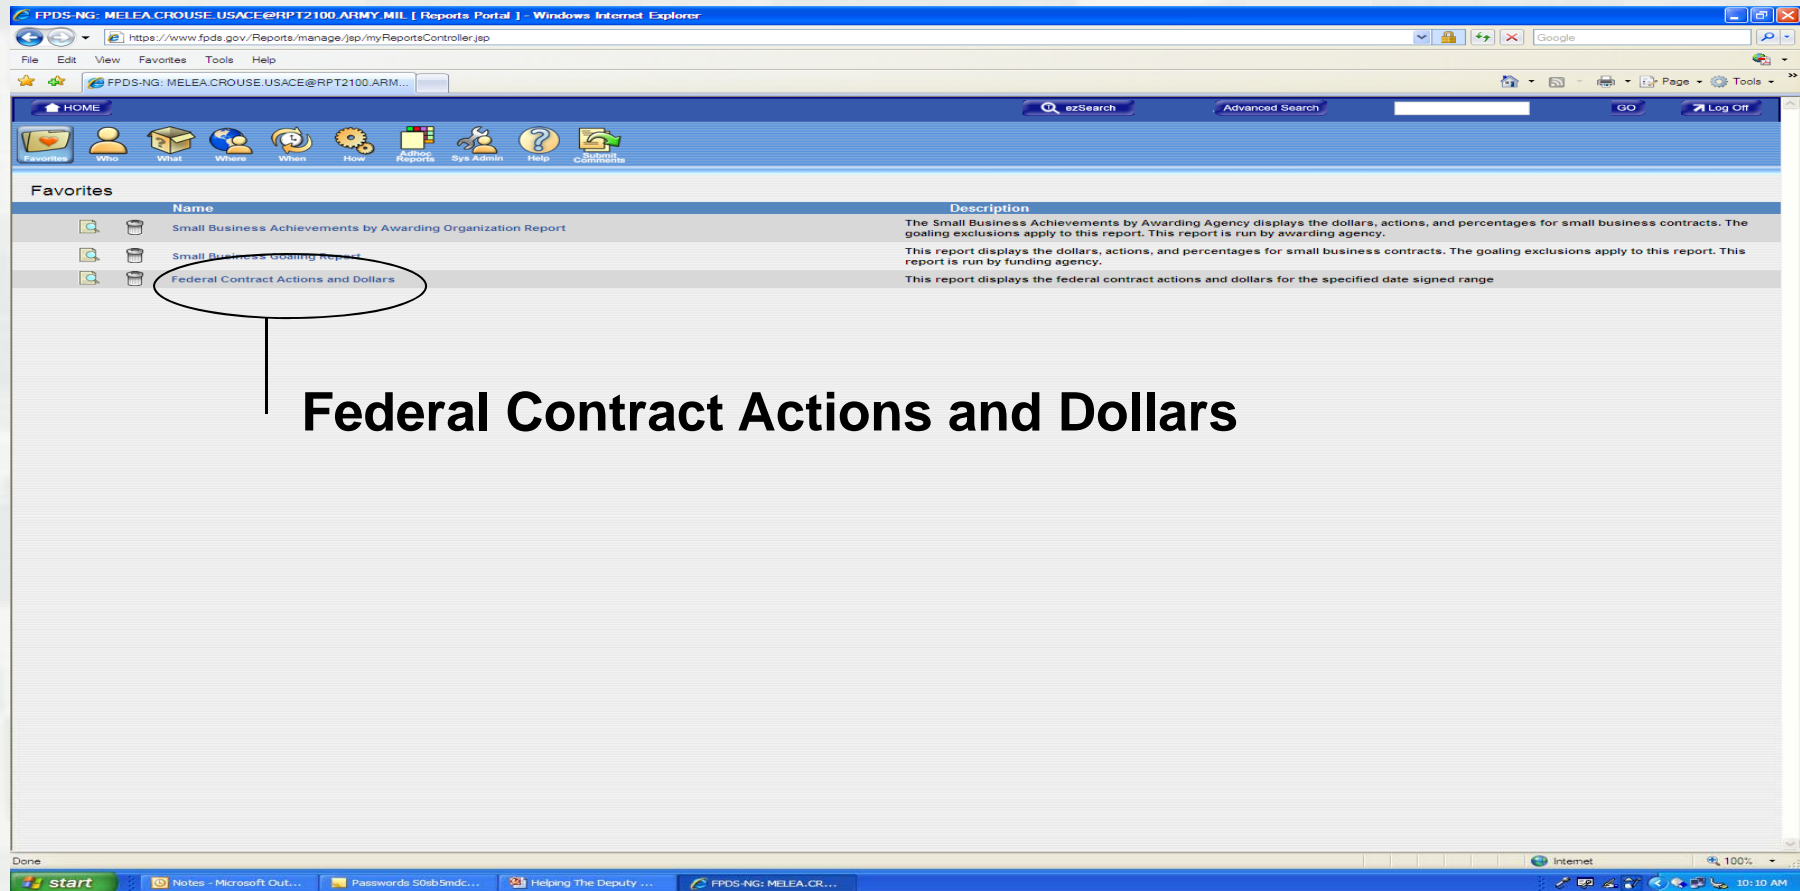 FPDS-NG: MELEA.CROUSE.USACE@RPT2100.ARMY.MIL [ Reports Portal ] - Windows Internet Explorer
https://www.fpds.gov/Reports/manage/jsp/myReportsController.jsp
Google
File Edit View Favorites Tools Help
FPDS-NG: MELEA.CROUSE.USACE@RPT2100.ARM...
Page Tools
HOME ezSearch Advanced Search GO Log Off
Favorites Who What Where When How Adhoc Reports Sys Admin Help Submit Comments
Favorites
Name Description
Small Business Achievements by Awarding Organization Report
The Small Business Achievements by Awarding Agency displays the dollars, actions, and percentages for small business contracts. The
goaling exclusions apply to this report. This report is run by awarding agency.
Small Business Goaling Report
This report displays the dollars, actions, and percentages for small business contracts. The goaling exclusions apply to this report. This
report is run by funding agency.
Federal Contract Actions and Dollars
This report displays the federal contract actions and dollars for the specified date signed range
Federal Contract Actions and Dollars
Done Internet 100%
start Notes - Microsoft Out... Passwords S0sb5mdc... Helping The Deputy ... FPDS-NG: MELEA.CR... 10:10 AM